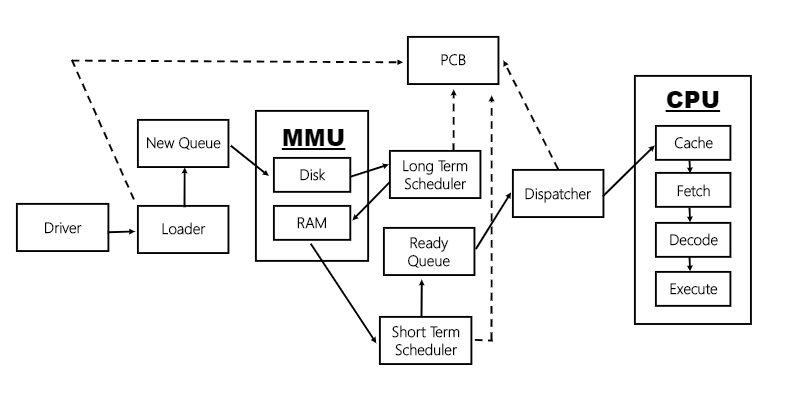 PCB
CPU
New Queue
MMU
Cache
Disk
Long Term
Scheduler
Fetch
Dispatcher
Driver
Loader
RAM
Ready
Queue
Decode
Execute
Short Term
Scheduler